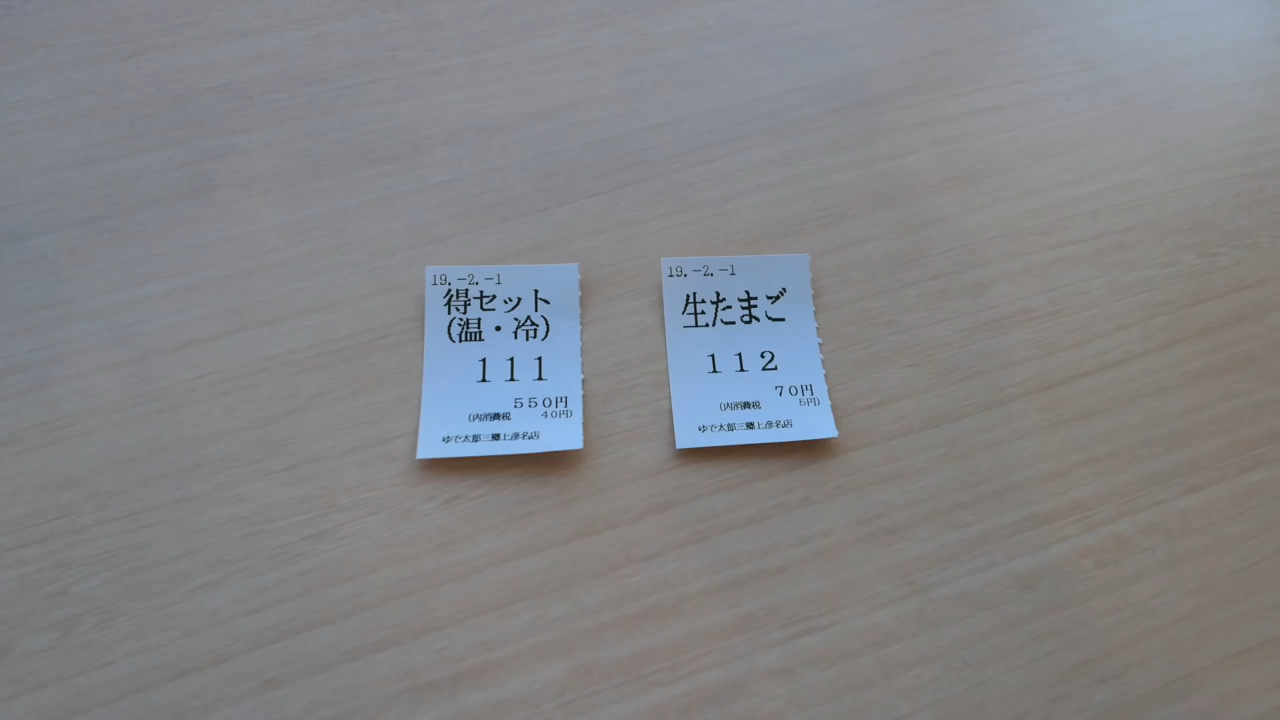 19.-2.-1
得セット
(温・冷)
111
550円
(内消費税 40円)
ゆで太郎三郷上彦名店
19.-2.-1
生たまご
112
70円
(内消費税 5円)
ゆで太郎三郷上彦名店